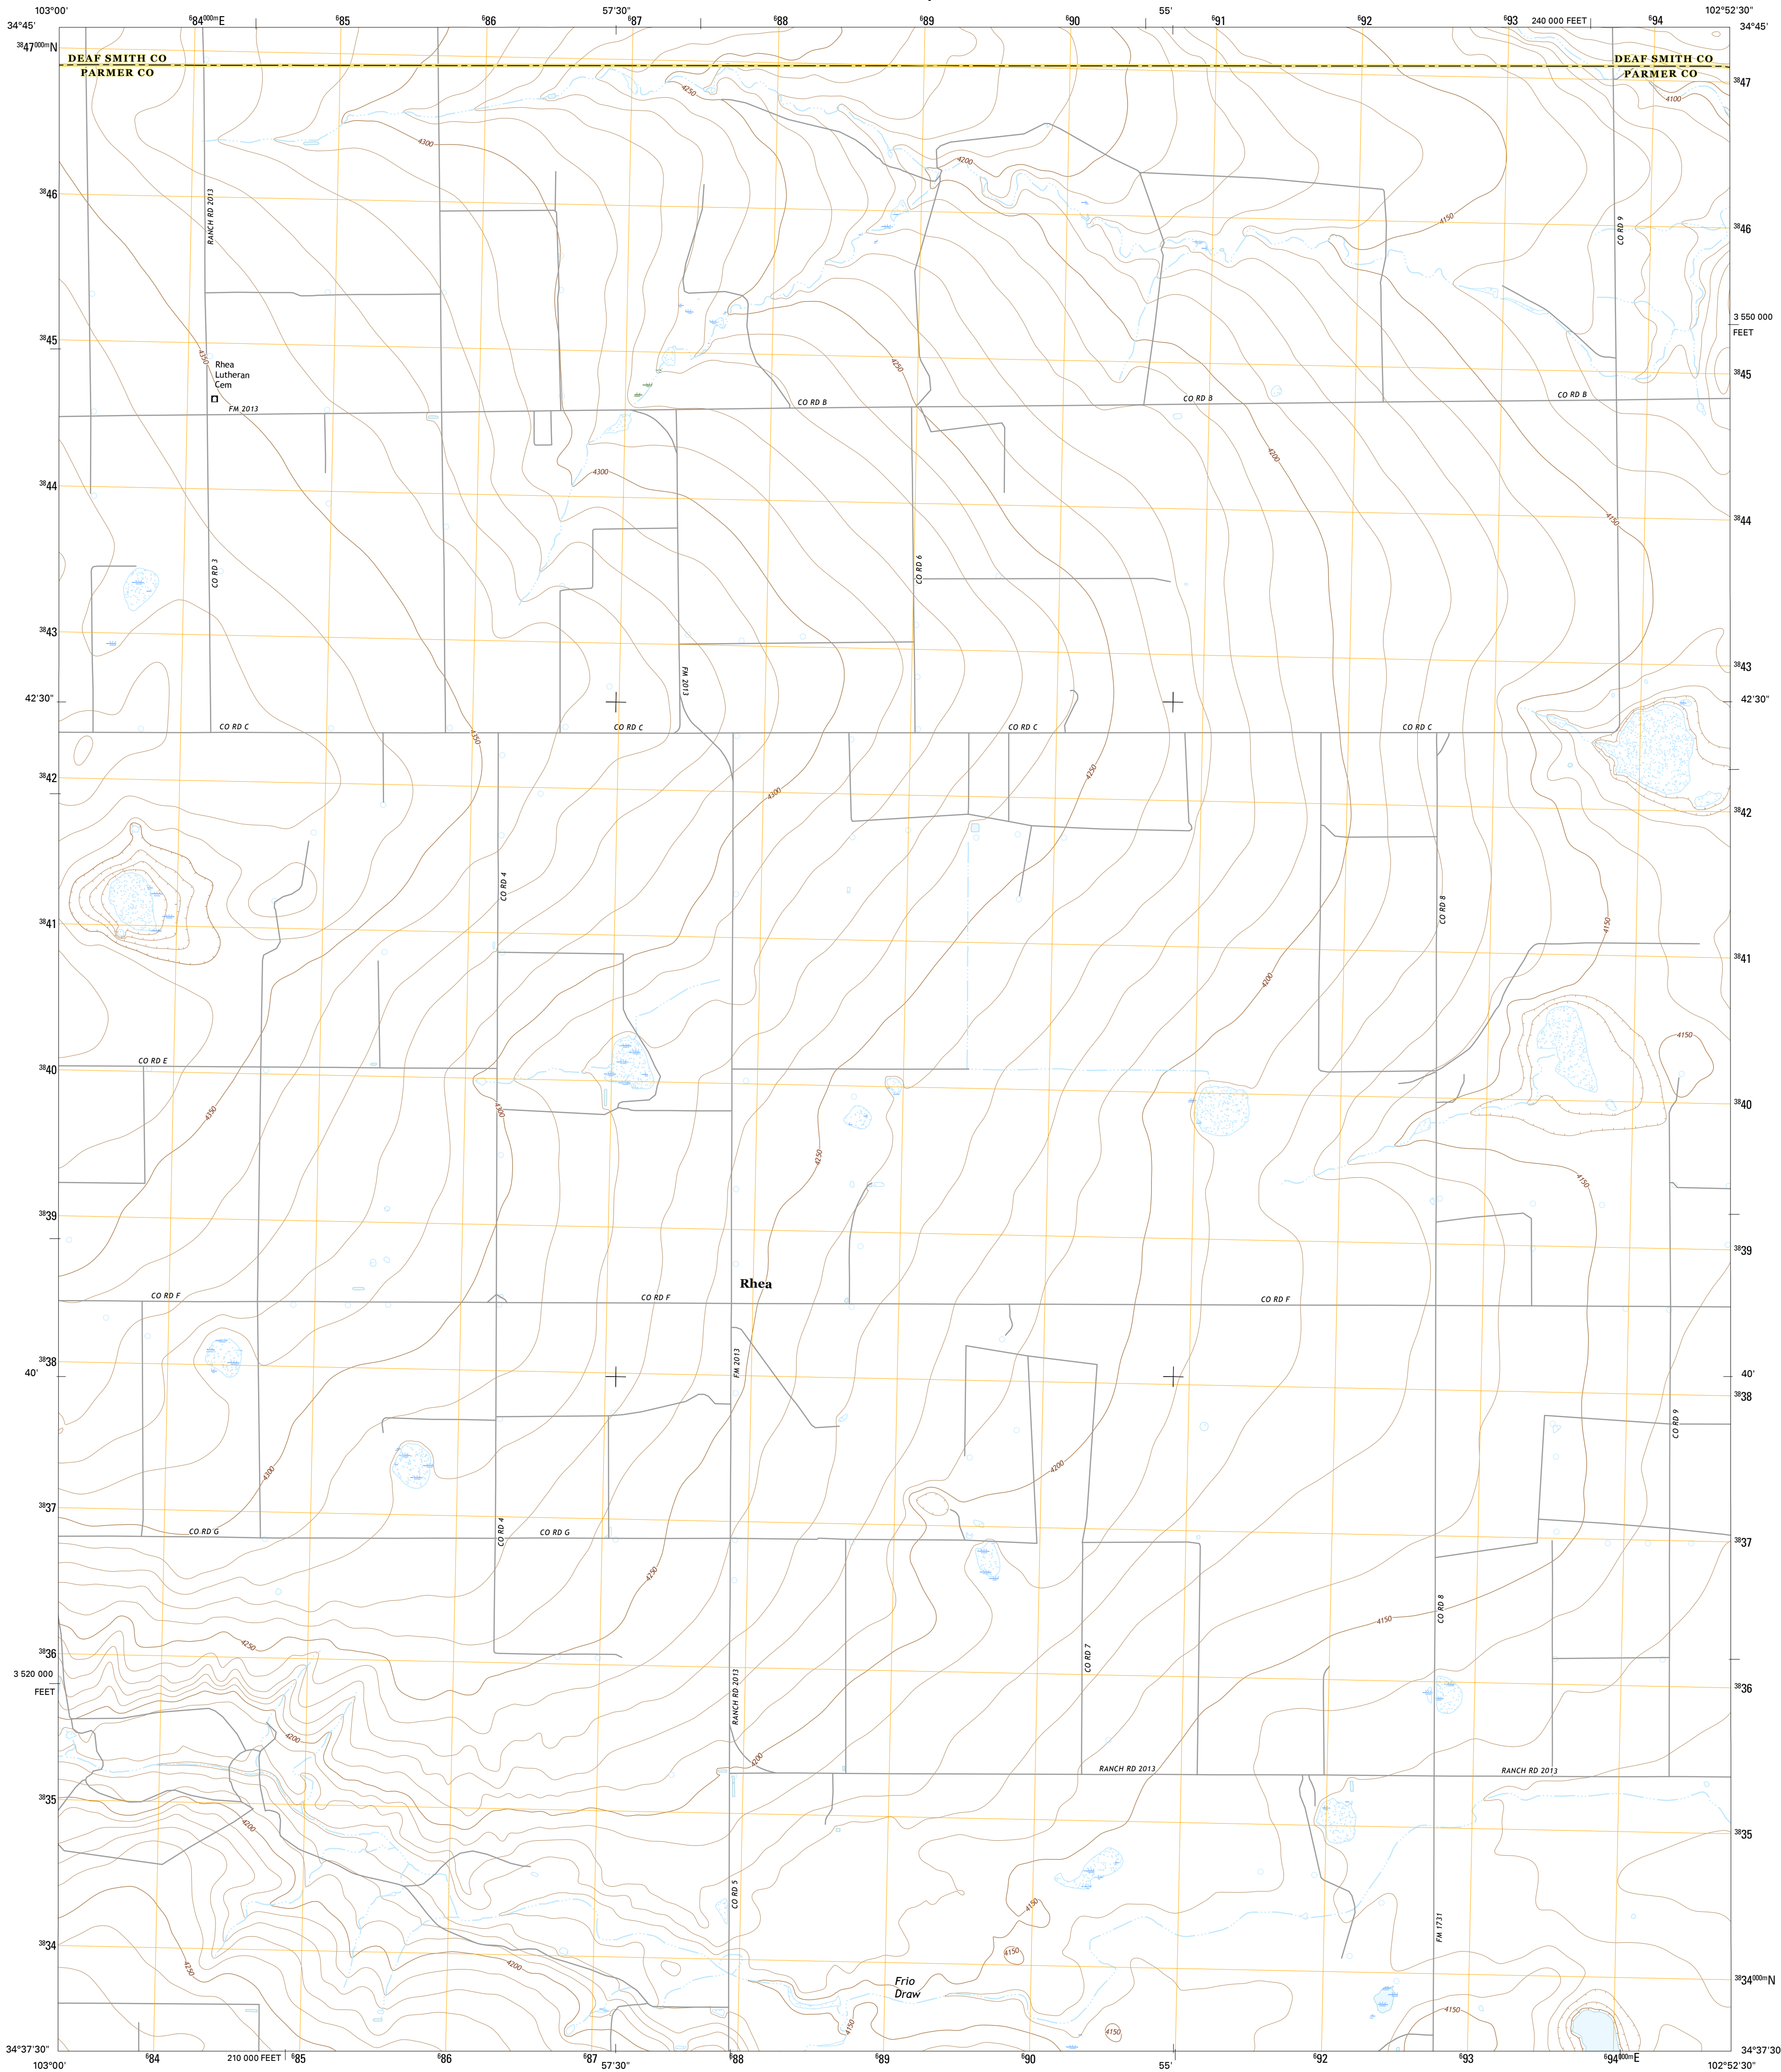 103°00'
⁶84⁰⁰⁰ᵐE
⁶85
⁶86
57'30"
⁶87
⁶88
⁶89
⁶90
55'
⁶91
⁶92
⁶93
240 000 FEET
⁶94
102°52'30"
34°45'
34°45'
³⁸47⁰⁰⁰ᵐN
DEAF SMITH CO
PARMER CO
DEAF SMITH CO
PARMER CO
³⁸47
4250
4100
4300
4200
³⁸46
RANCH RD 2013
4150
CO RD 9
³⁸46
3 550 000
FEET
³⁸45
4350
Rhea
Lutheran
Cem
4250
³⁸45
FM 2013
CO RD B
CO RD B
CO RD B
4200
4300
³⁸44
4150
³⁸44
CO RD 3
CO RD 6
³⁸43
FM 2013
³⁸43
42'30"
42'30"
CO RD C
CO RD C
CO RD C
CO RD C
4350
4250
³⁸42
4300
³⁸42
CO RD 4
CO RD 8
4150
³⁸41
³⁸41
4200
4150
CO RD E
³⁸40
4350
4300
³⁸40
4250
4150
³⁸39
³⁸39
Rhea
CO RD F
CO RD F
CO RD F
³⁸38
FM 2013
40'
40'
³⁸38
CO RD 9
4300
4200
³⁸37
CO RD G
CO RD 4
CO RD G
³⁸37
4250
CO RD 8
4150
4250
³⁸36
CO RD 7
3 520 000
FEET
RANCH RD 2013
³⁸36
4200
4200
RANCH RD 2013
RANCH RD 2013
³⁸35
4200
³⁸35
CO RD 5
4150
FM 1731
³⁸34
4150
4250
4200
Frio
Draw
³⁸34⁰⁰⁰ᵐN
4150
4150
4150
34°37'30"
34°37'30
103°00'
⁶84
210 000 FEET
⁶85
⁶86
⁶87
57'30"
⁶88
⁶89
⁶90
55'
⁶92
⁶93
⁶94⁰⁰⁰ᵐE
102°52'30"